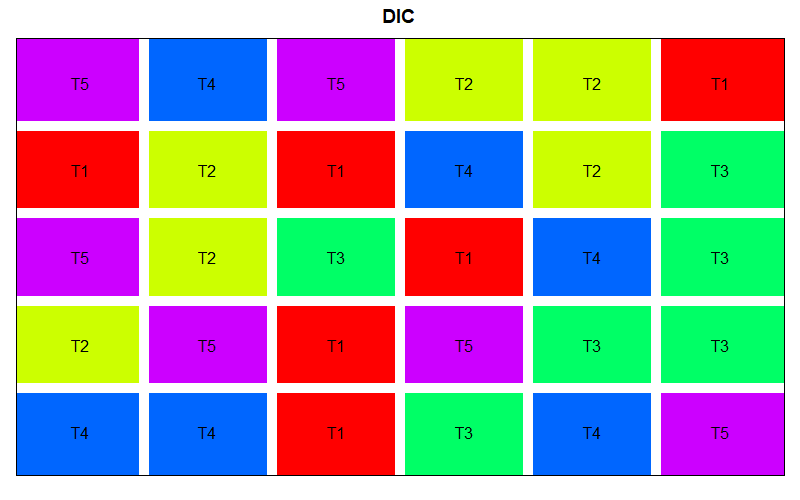 DIC
T5 T4 T5 T2 T2 T1
T1 T2 T1 T4 T2 T3
T5 T2 T3 T1 T4 T3
T2 T5 T1 T5 T3 T3
T4 T4 T1 T3 T4 T5